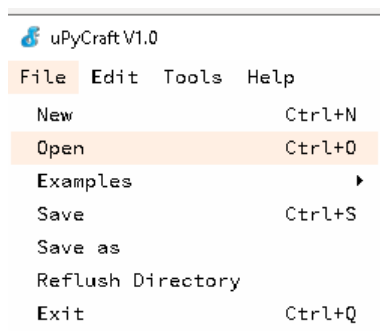 uPyCraft V1.0
File Edit Tools Help
New Ctrl+N
Open Ctrl+O
Examples
Save Ctrl+S
Save as
Reflush Directory
Exit Ctrl+Q